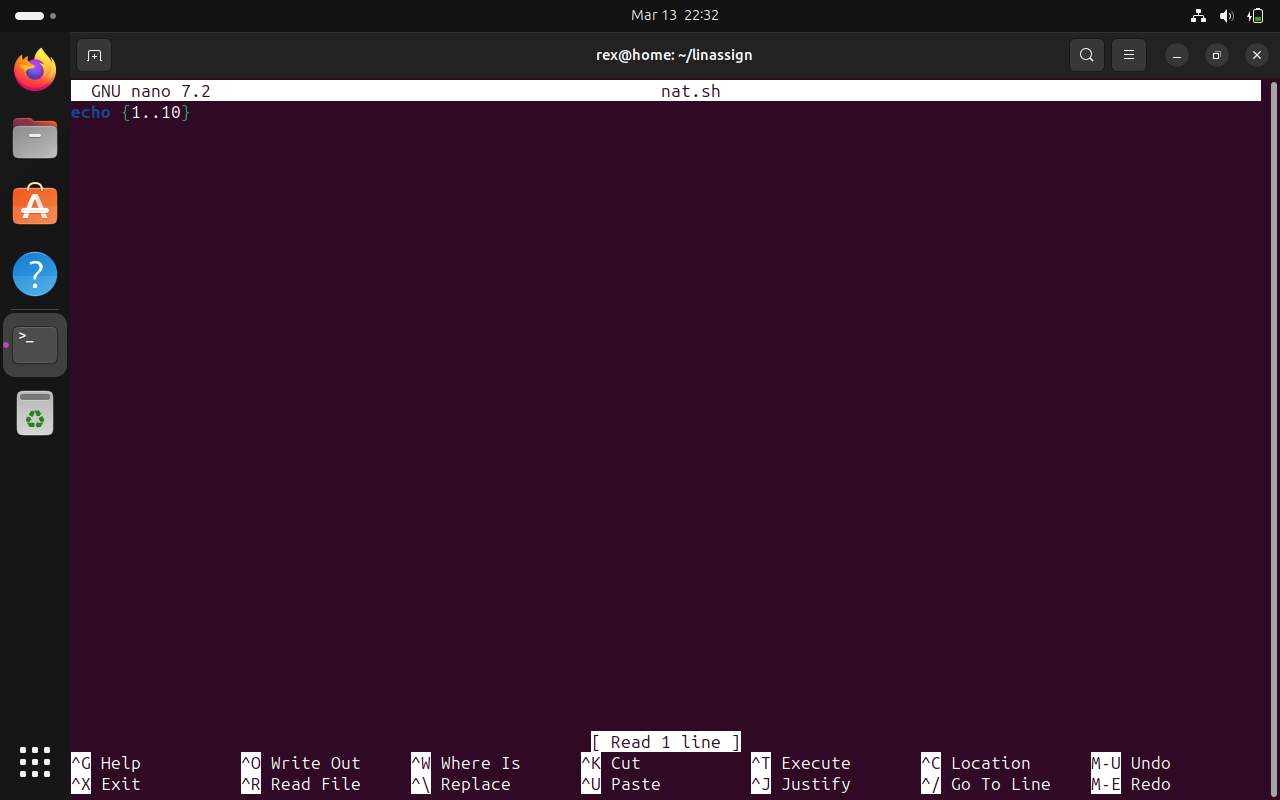 Mar 13 22:32
rex@home: ~/linassign
GNU nano 7.2 nat.sh
echo {1..10}
[ Read 1 line ]
^G Help ^O Write Out ^W Where Is ^K Cut ^T Execute ^C Location M-U Undo
^X Exit ^R Read File ^\ Replace ^U Paste ^J Justify ^/ Go To Line M-E Redo